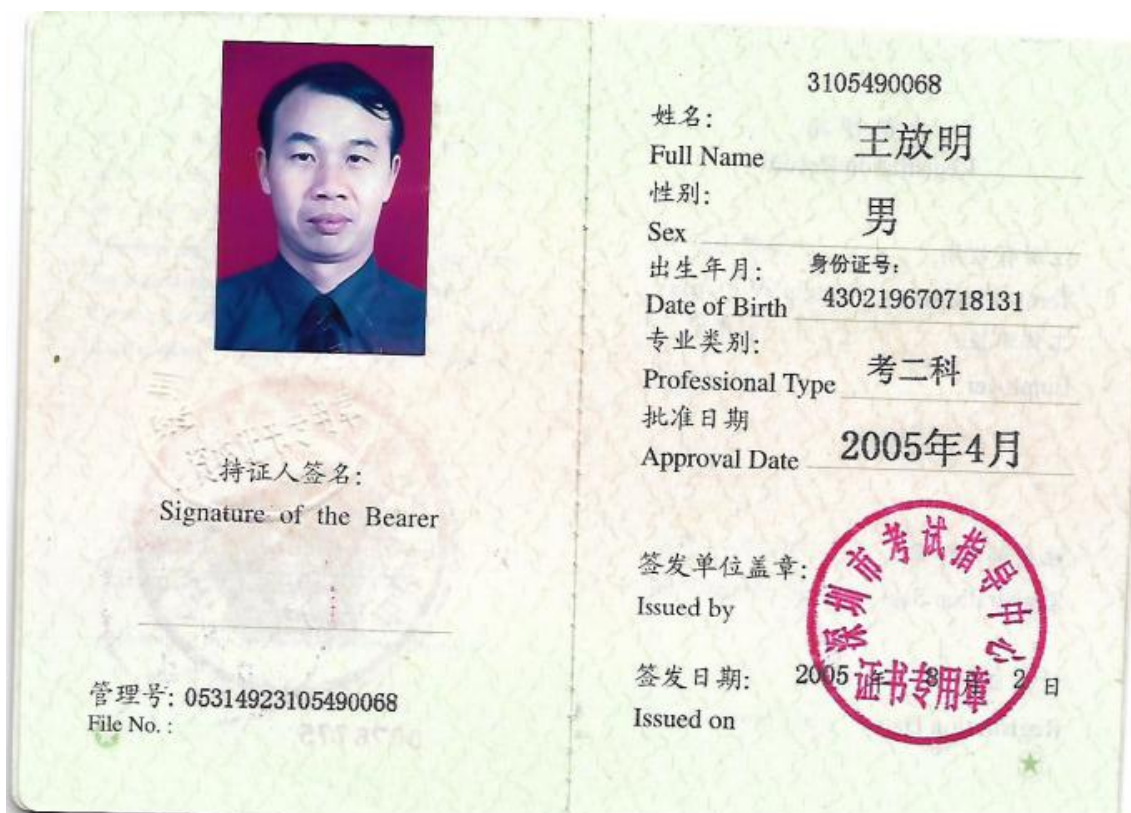 持证人签名:
Signature of the Bearer
管理号: 05314923105490068
File No. :
3105490068
姓名:
Full Name 王放明
性别:
Sex 男
出生年月: 身份证号:
Date of Birth 430219670718131
专业类别:
Professional Type 考二科
批准日期
Approval Date 2005年4月
签发单位盖章:
Issued by
深圳市考试指导中心
证书专用章
签发日期: 2005 年 8 月 2 日
Issued on